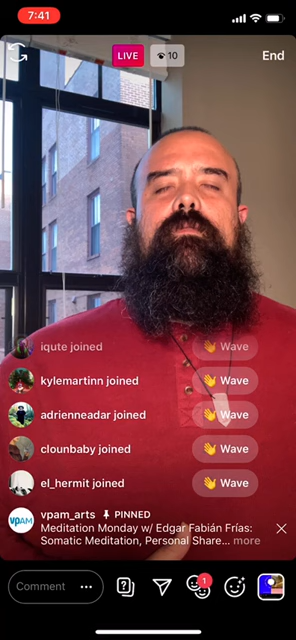 7:41
LIVE
10
End
iqute joined
Wave
kylemartinn joined
Wave
adrienneadar joined
Wave
clounbaby joined
Wave
el_hermit joined
Wave
vpam_arts PINNED
Meditation Monday w/ Edgar Fabián Frías:
Somatic Meditation, Personal Share... more
vpAM
Comment
1